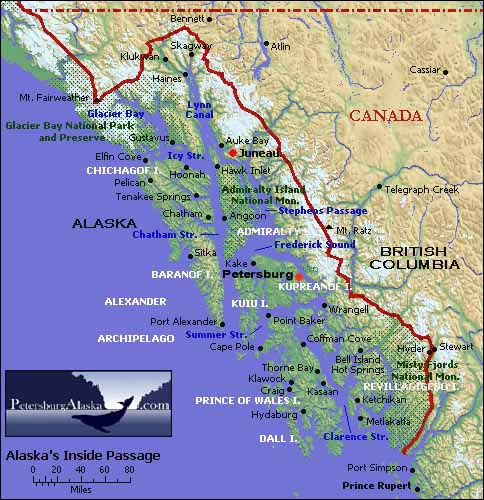 Bennett
Skagway
Atlin
Klukwan
Cassiar
Haines
Mt. Fairweather
Glacier Bay
Lynn
Canal
CANADA
Glacier Bay National Park
and Preserve
Gustavus
Auke Bay
Juneau
Elfin Cove
Icy Str.
Hawk Inlet
CHICHAGOF I.
Hoonah
Pelican
Admiralty Island
National Mon.
Telegraph Creek
Tenakee Springs
Stephens Passage
Chatham
Angoon
ALASKA
ADMIRALTY
Mt. Ratz
Chatham Str.
Frederick Sound
BRITISH
COLUMBIA
Sitka
Kake
BARANOF I.
Petersburg
KUPREANOF I.
ALEXANDER
KUIU I.
Wrangell
Port Alexander
Point Baker
ARCHIPELAGO
Summer Str.
Coffman Cove
Cape Pole
Bell Island
Hot Springs
Hyder
Stewart
Misty Fjords
National Mon.
Thorne Bay
Klawock
REVILLAGIGEDO I.
Craig
Kasaan
PRINCE OF WALES I.
Ketchikan
Hydaburg
Metlakatla
DALL I.
Clarence Str.
PetersburgAlaska.com
Alaska's Inside Passage
0 20 40 80
Miles
Port Simpson
Prince Rupert